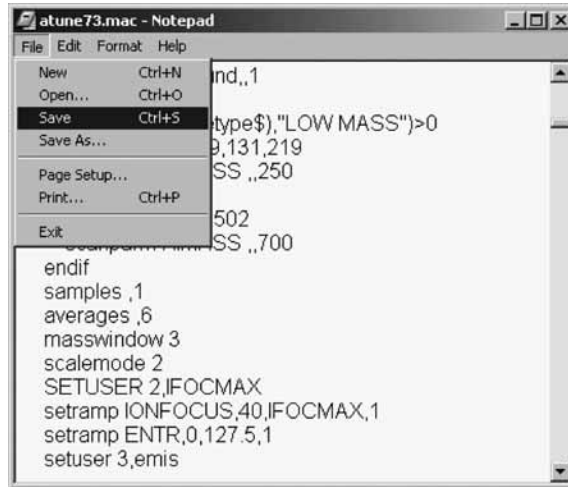 atune73.mac - Notepad
File Edit Format Help
New Ctrl+N
Open... Ctrl+O
Save Ctrl+S
Save As...
Page Setup...
Print... Ctrl+P
Exit
,,1
etype$),"LOW MASS")>0
9,131,219
SS ,,250
502
SS ,,700
endif
samples ,1
averages ,6
masswindow 3
scalemode 2
SETUSER 2,IFOCMAX
setramp IONFOCUS,40,IFOCMAX,1
setramp ENTR,0,127.5,1
setuser 3,emis